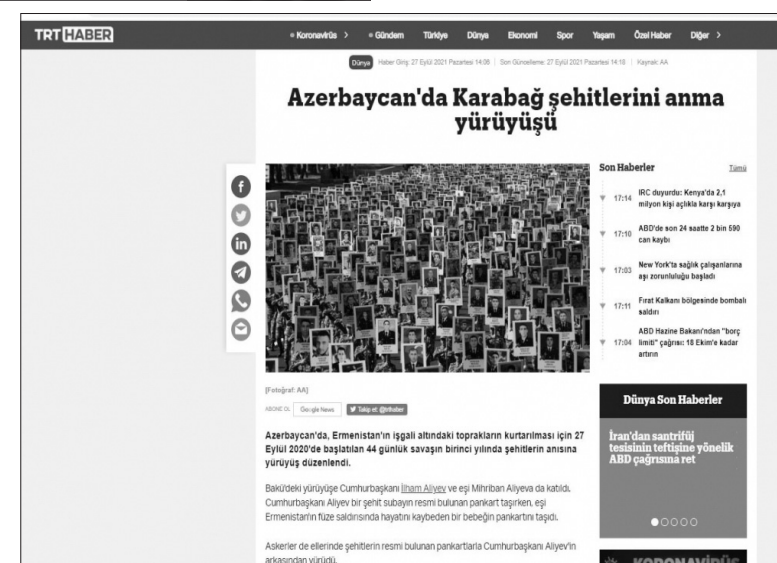 TRT HABER
Koronavirüs >
Gündem
Türkiye
Dünya
Ekonomi
Spor
Yaşam
Özel Haber
Diğer >
Dünya Haber Giriş: 27 Eylül 2021 Pazartesi 14:08 | Son Güncelleme: 27 Eylül 2021 Pazartesi 14:18 | Kaynak: AA
Azerbaycan'da Karabağ şehitlerini anma
yürüyüşü
[Fotoğraf: AA]
ABONE OL Google News Takip et: @trthaber
Azerbaycan'da, Ermenistan'ın işgali altındaki toprakların kurtarılması için 27
Eylül 2020'de başlatılan 44 günlük savaşın birinci yılında şehitlerin anısına
yürüyüş düzenlendi.
Bakü'deki yürüyüşe Cumhurbaşkanı İlham Aliyev ve eşi Mihriban Aliyeva da katıldı.
Cumhurbaşkanı Aliyev bir şehit subayın resmi bulunan pankart taşırken, eşi
Ermenistan'ın füze saldırısında hayatını kaybeden bir bebeğin pankartını taşıdı.
Askerler de ellerinde şehitlerin resmi bulunan pankartlarla Cumhurbaşkanı Aliyev'in
arkasından yürüdü.
Son Haberler Tümü
17:14 IRC duyurdu: Kenya'da 2,1
milyon kişi açlıkla karşı karşıya
17:10 ABD'de son 24 saatte 2 bin 590
can kaybı
17:03 New York'ta sağlık çalışanlarına
aşı zorunluluğu başladı
17:11 Fırat Kalkanı bölgesinde bombalı
saldırı
17:04 ABD Hazine Bakanı'ndan "borç
limiti" çağrısı: 18 Ekim'e kadar
artırın
Dünya Son Haberler
İran'dan santrifüj
tesisinin teftişine yönelik
ABD çağrısına ret
KORONAVİRÜS